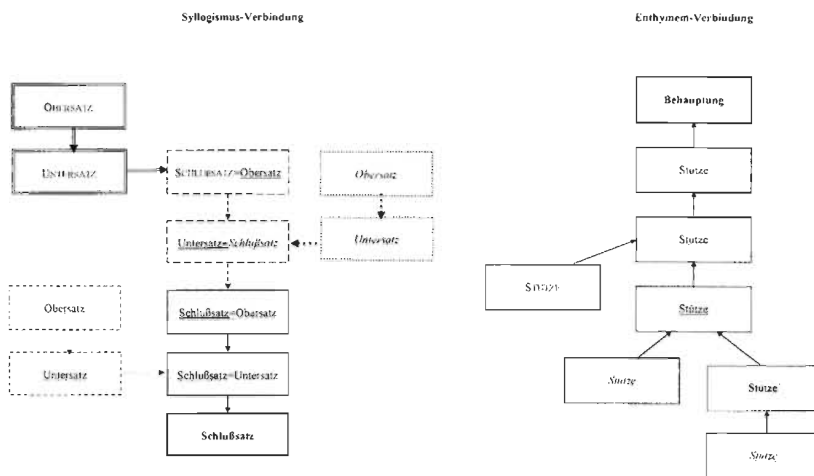 Syllogismus-Verbindung
OBERSATZ
UNTERSATZ
SCHLUßSATZ=Obersatz
Obersatz
Untersatz=Schlußsatz
Untersatz
Obersatz
Schlußsatz=Obersatz
Untersatz
Schlußsatz=Untersatz
Schlußsatz
Enthymem-Verbindung
Behauptung
Stütze
Stütze
STÜTZE
Stütze
Stütze
Stütze
Stütze